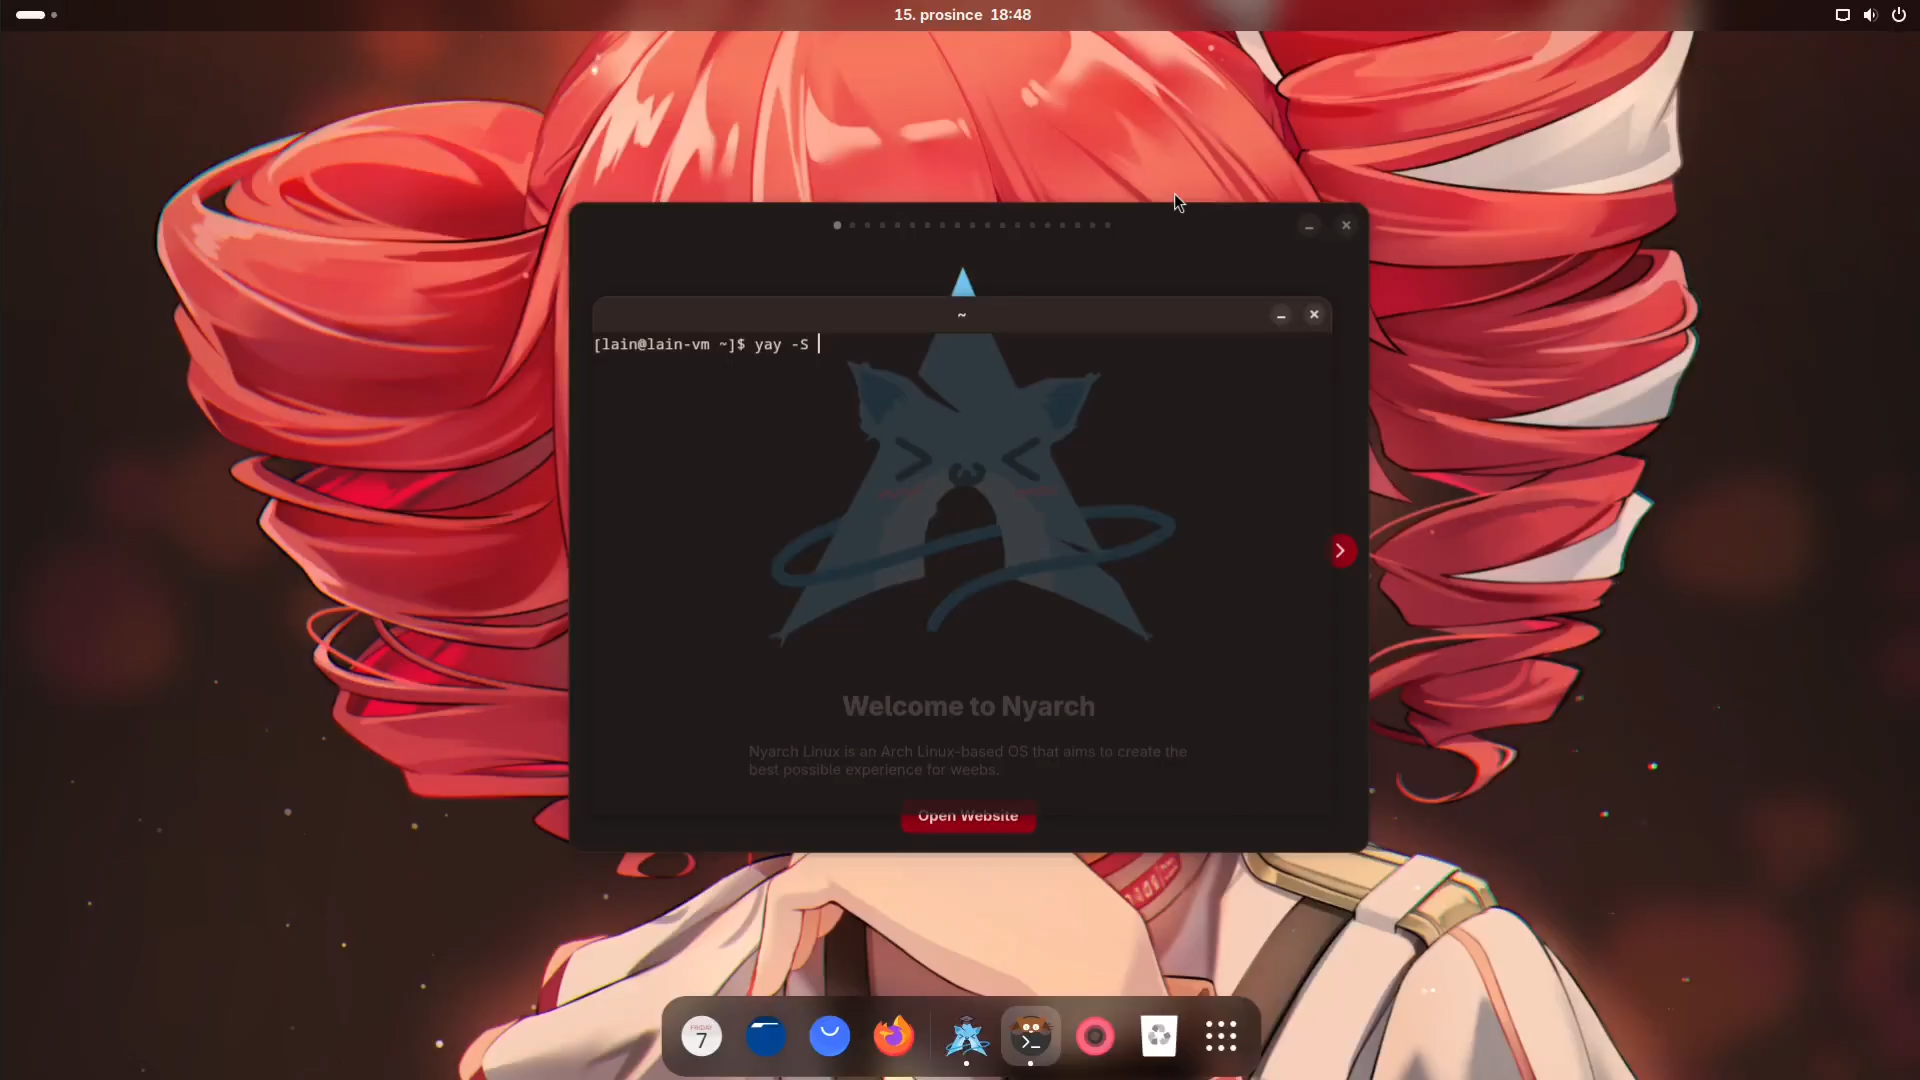 15. prosince 18:48
~
[lain@lain-vm ~]$ yay -S
Welcome to Nyarch
Nyarch Linux is an Arch Linux-based OS that aims to create the
best possible experience for weebs.
Open Website
FRIDAY
7